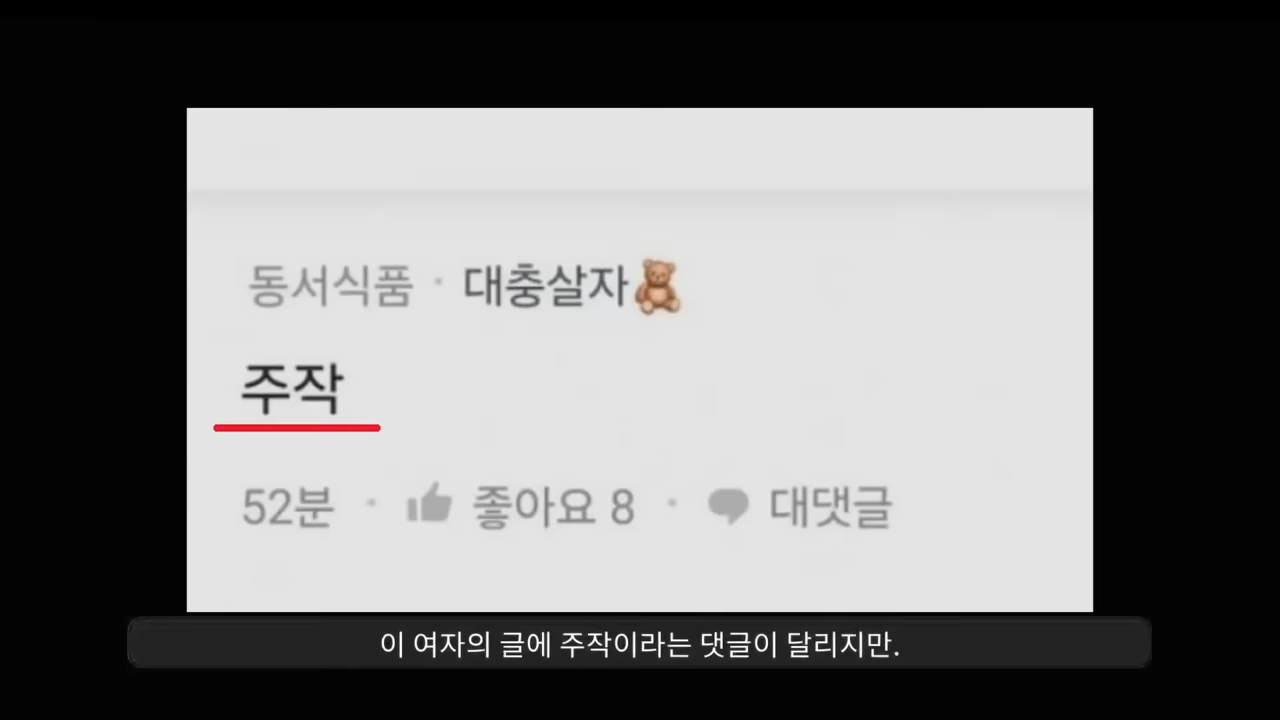 동서식품 · 대충살자🧸
주작
52분 · 좋아요 8 · 대댓글
이 여자의 글에 주작이라는 댓글이 달리지만.